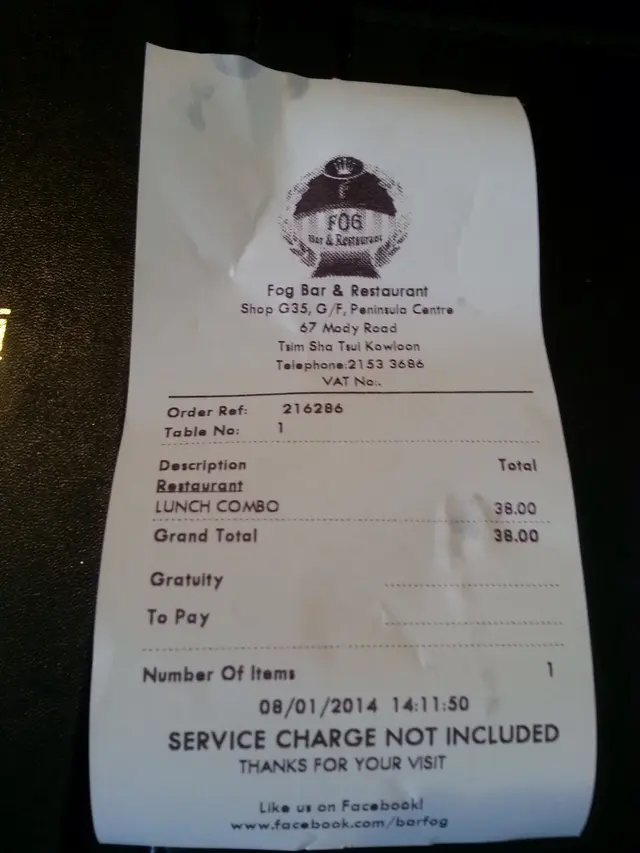 FOG
Bar & Restaurant
Fog Bar & Restaurant
Shop G35, G/F, Peninsula Centre
67 Mody Road
Tsim Sha Tsui Kowloon
Telephone:2153 3686
VAT No:.
Order Ref: 216286
Table No: 1
Description Total
Restaurant
LUNCH COMBO 38.00
Grand Total 38.00
Gratuity
To Pay
Number Of Items 1
08/01/2014 14:11:50
SERVICE CHARGE NOT INCLUDED
THANKS FOR YOUR VISIT
Like us on Facebook!
www.facebook.com/barfog